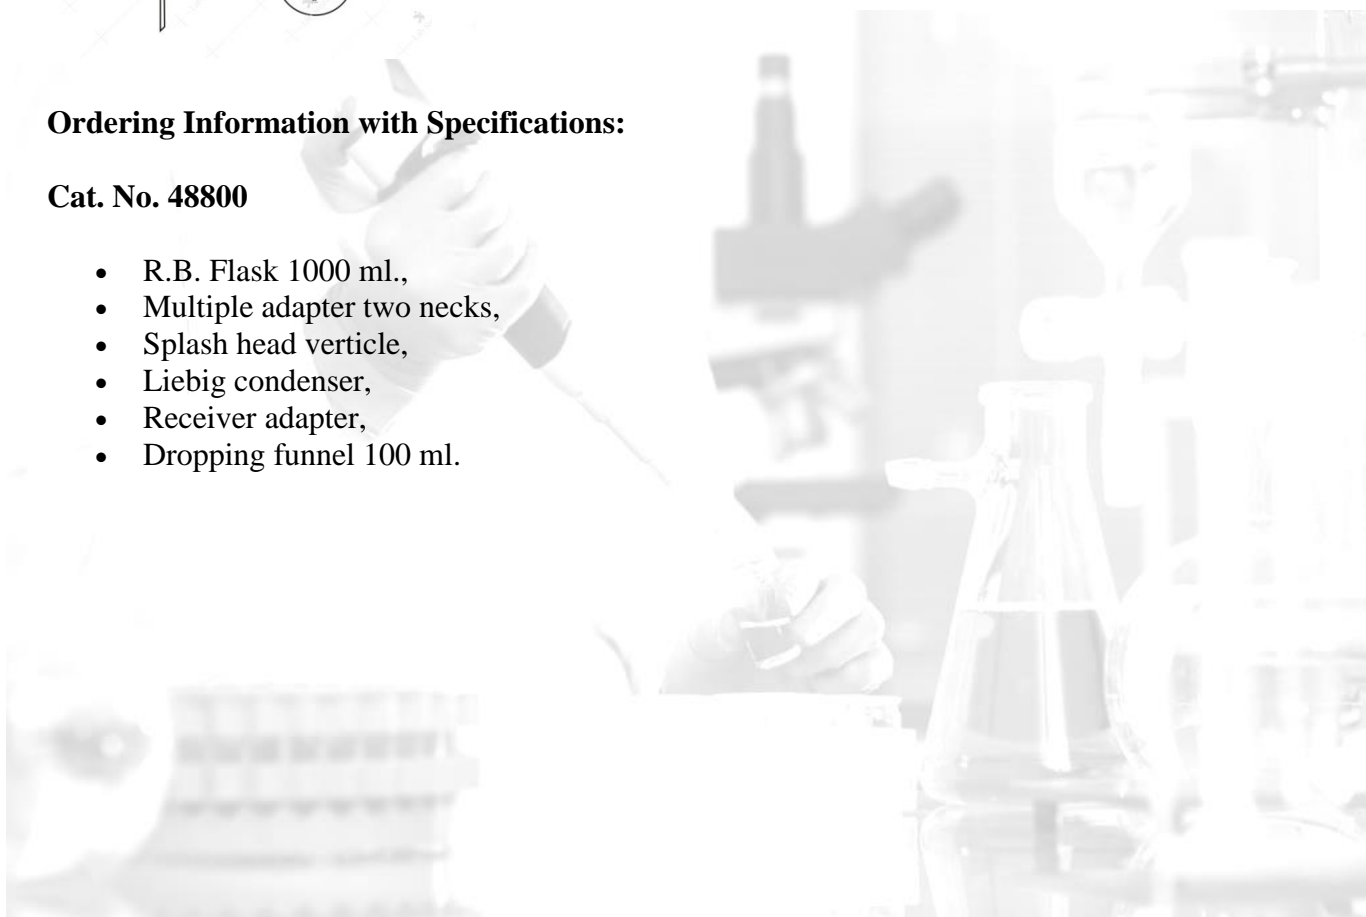 Ordering Information with Specifications:
Cat. No. 48800
• R.B. Flask 1000 ml.,
• Multiple adapter two necks,
• Splash head verticle,
• Liebig condenser,
• Receiver adapter,
• Dropping funnel 100 ml.